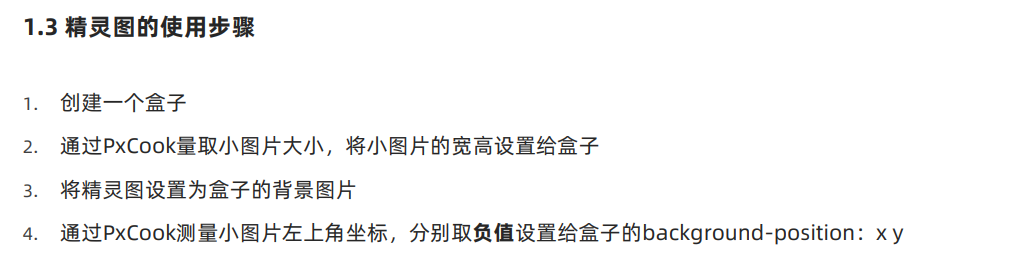 1.3 精灵图的使用步骤
1. 创建一个盒子
2. 通过PxCook量取小图片大小，将小图片的宽高设置给盒子
3. 将精灵图设置为盒子的背景图片
4. 通过PxCook测量小图片左上角坐标，分别取负值设置给盒子的background-position：x y